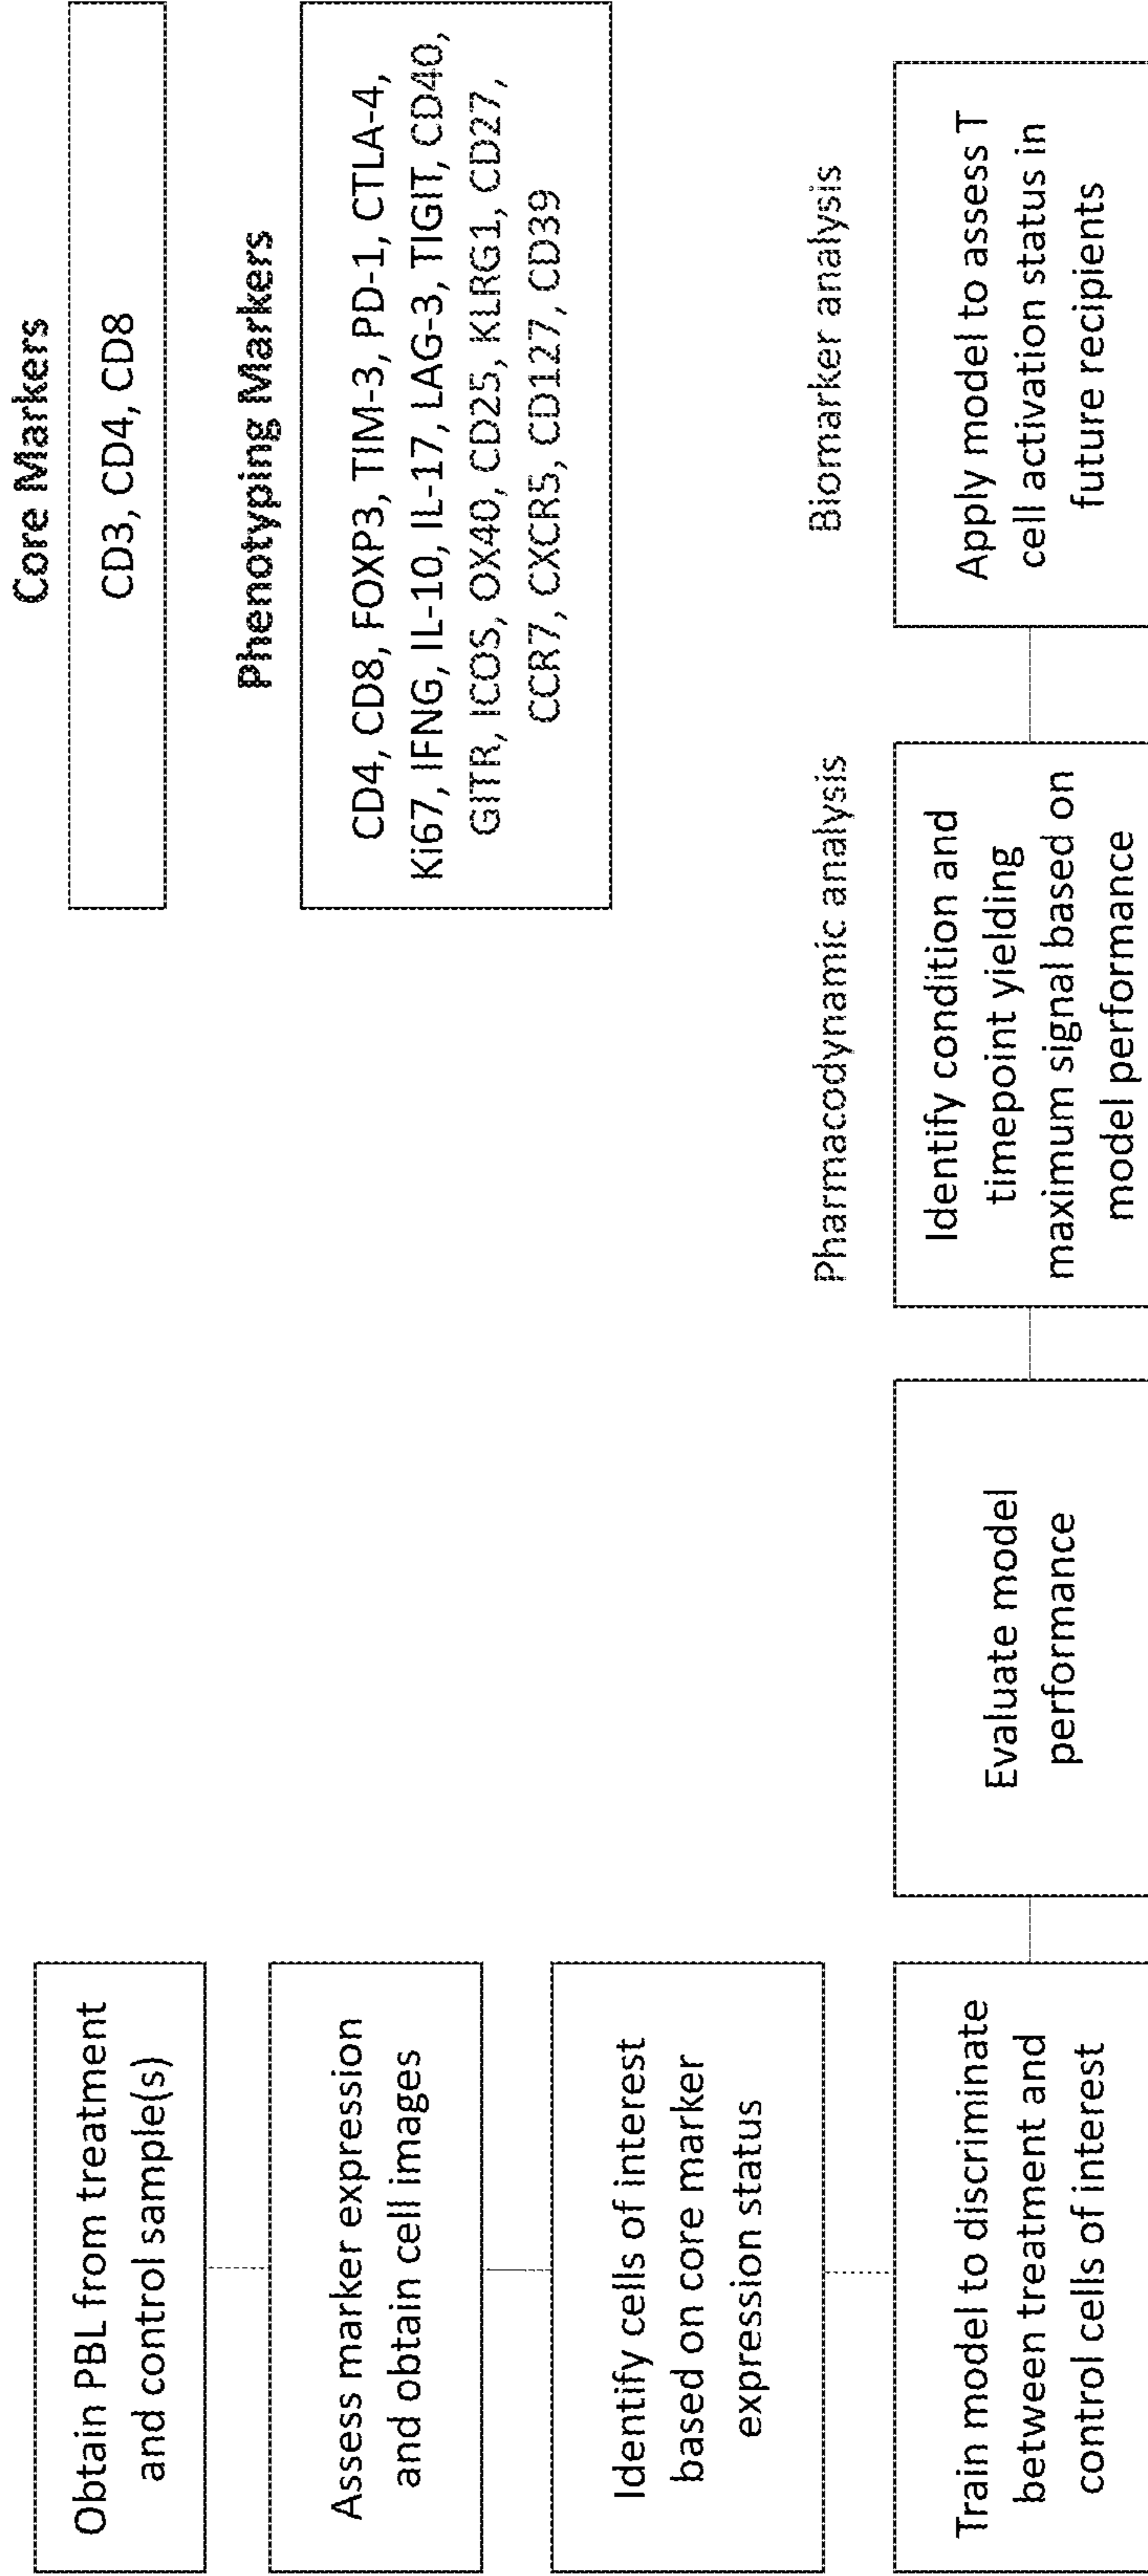 Core Markers
CD3, CD4, CD8
Phenotyping Markers
CD4, CD8, FOXP3, TIM-3, PD-1, CTLA-4,
Ki67, IFNG, IL-10, IL-17, LAG-3, TIGIT, CD40,
GITR, ICOS, OX40, CD25, KLRG1, CD27,
CCR7, CXCR5, CD127, CD39
Obtain PBL from treatment
and control sample(s)
Assess marker expression
and obtain cell images
Identify cells of interest
based on core marker
expression status
Train model to discriminate
between treatment and
control cells of interest
Evaluate model
performance
Pharmacodynamic analysis
Identify condition and
timepoint yielding
maximum signal based on
model performance
Biomarker analysis
Apply model to assess T
cell activation status in
future recipients